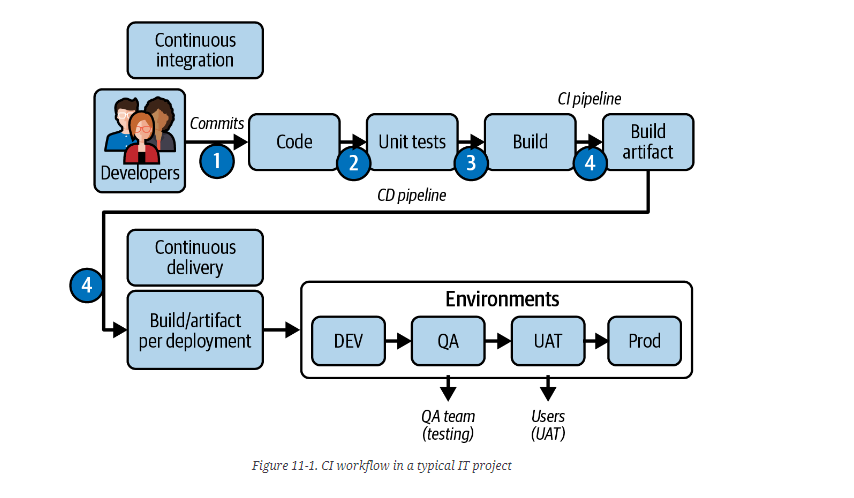 Continuous
integration
Developers
Commits
1
Code
2
Unit tests
3
Build
CI pipeline
4
Build
artifact
CD pipeline
4
Continuous
delivery
Build/artifact
per deployment
Environments
DEV
QA
UAT
Prod
QA team
(testing)
Users
(UAT)
Figure 11-1. CI workflow in a typical IT project